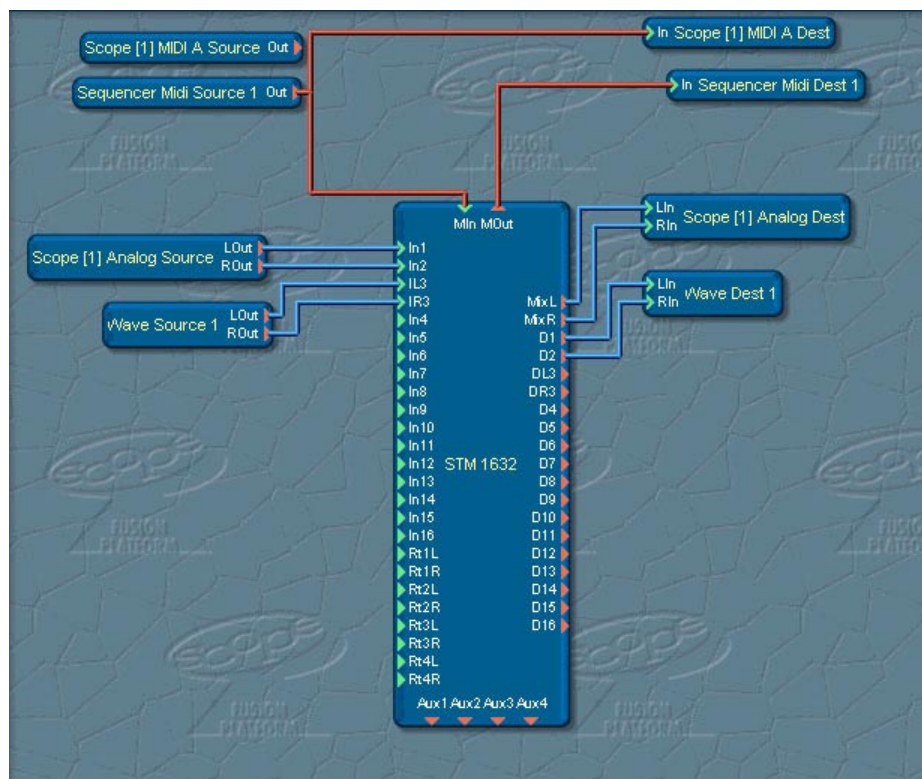 Scope [1] MIDI A Source Out
In Scope [1] MIDI A Dest
Sequencer Midi Source 1 Out
In Sequencer Midi Dest 1
MIn MOut
Scope [1] Analog Source
LOut
ROut
Wave Source 1
LOut
ROut
In1
In2
IL3
IR3
In4
In5
In6
In7
In8
In9
In10
In11
In12
In13
In14
In15
In16
Rt1L
Rt1R
Rt2L
Rt2R
Rt3L
Rt3R
Rt4L
Rt4R
STM 1632
MixL
MixR
D1
D2
DL3
DR3
D4
D5
D6
D7
D8
D9
D10
D11
D12
D13
D14
D15
D16
Aux1 Aux2 Aux3 Aux4
LIn
RIn
Scope [1] Analog Dest
LIn
RIn
Wave Dest 1
SCOPE
FUSION
PLATFORM